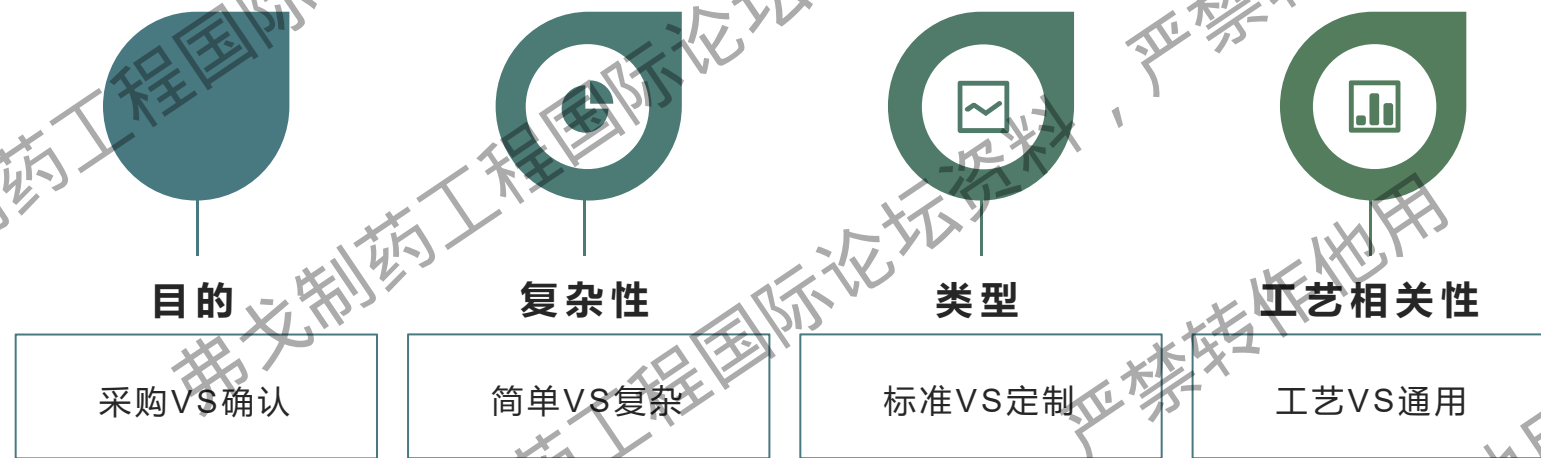 目的
复杂性
类型
工艺相关性
采购VS确认
简单VS复杂
标准VS定制
工艺VS通用
弗戈制药工程国际论坛资料，严禁转作他用